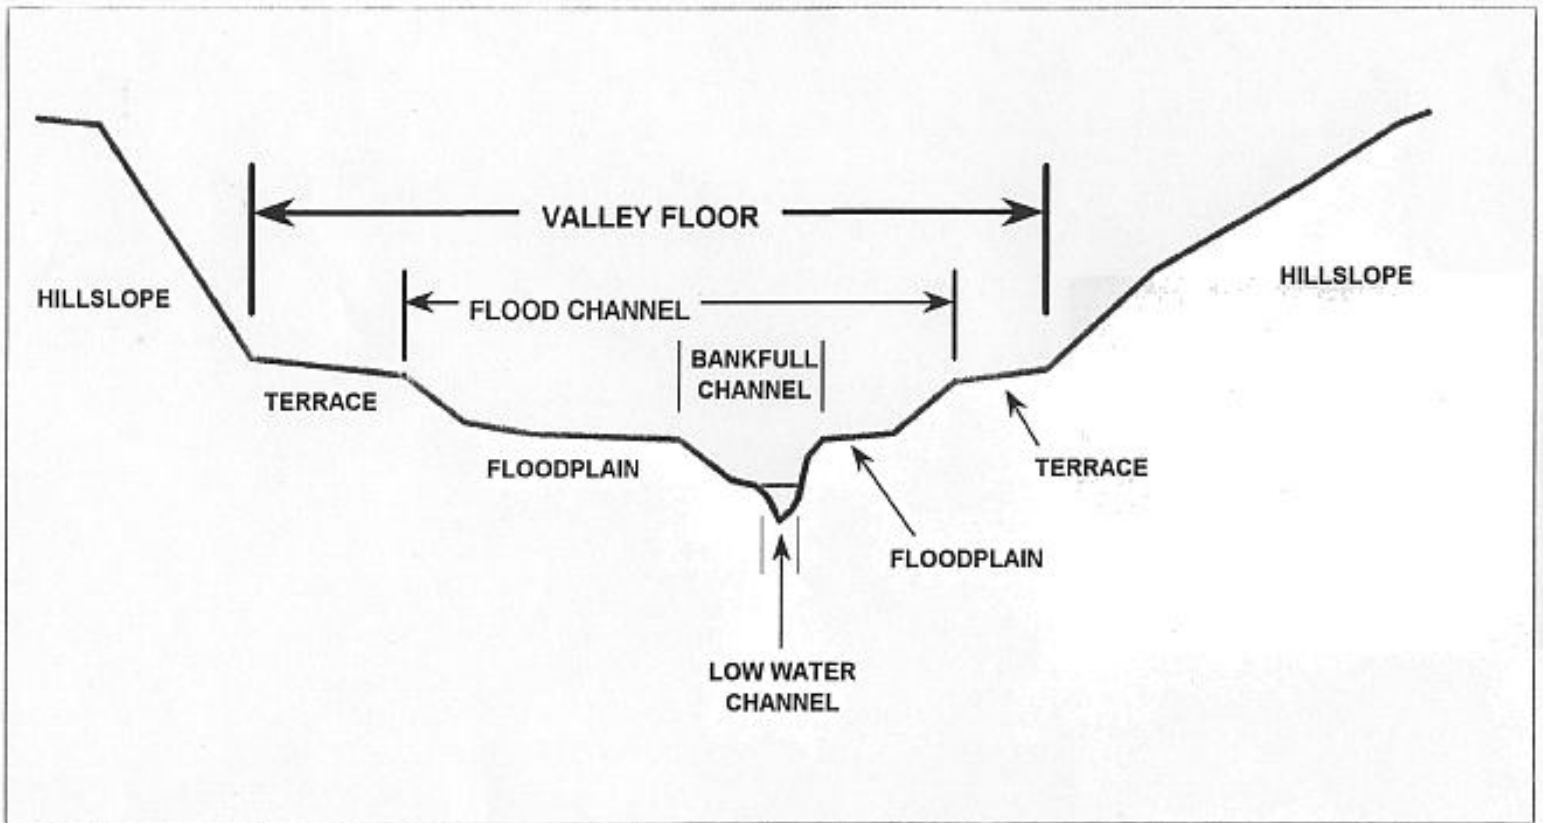 VALLEY FLOOR
HILLSLOPE
HILLSLOPE
FLOOD CHANNEL
BANKFULL
CHANNEL
TERRACE
FLOODPLAIN
TERRACE
FLOODPLAIN
LOW WATER
CHANNEL